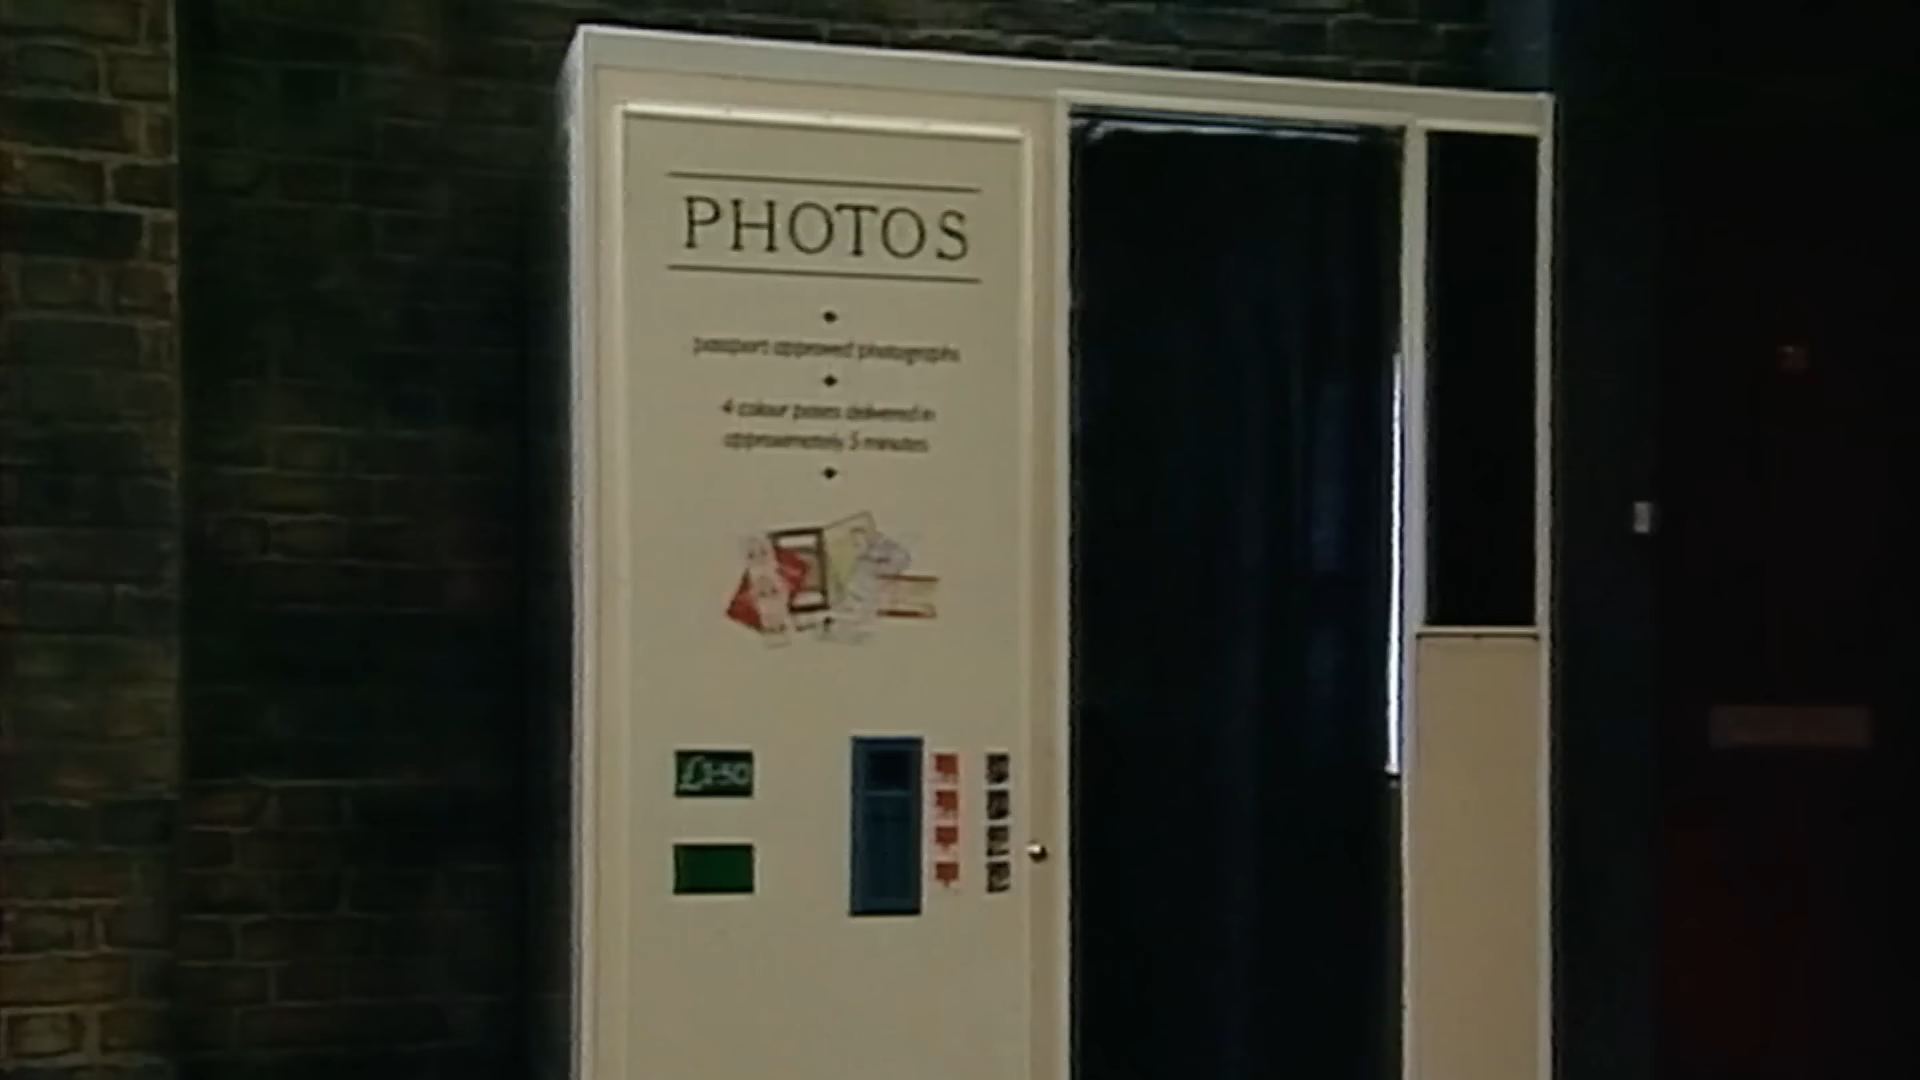 PHOTOS
passport approved photographs
4 colour poses delivered in
approximately 5 minutes
£1·50